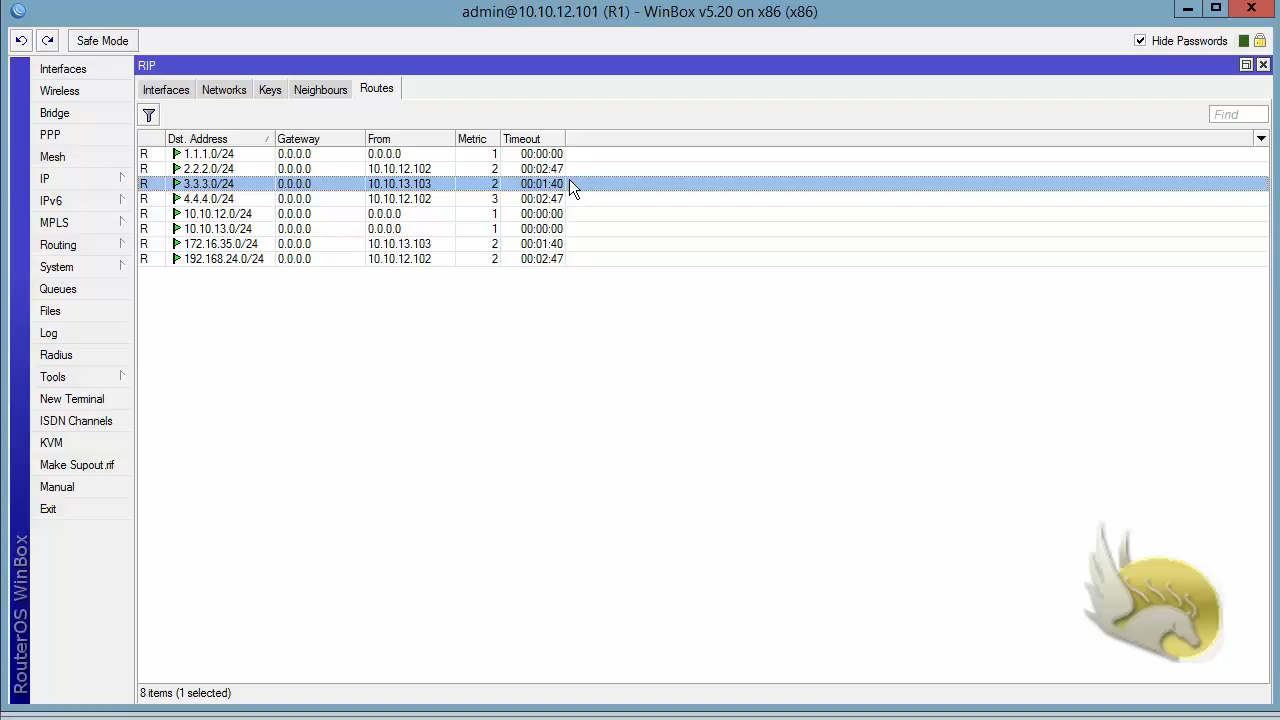 admin@10.10.12.101 (R1) - WinBox v5.20 on x86 (x86)
Safe Mode
Hide Passwords
Interfaces
Wireless
Bridge
PPP
Mesh
IP
IPv6
MPLS
Routing
System
Queues
Files
Log
Radius
Tools
New Terminal
ISDN Channels
KVM
Make Supout.rif
Manual
Exit
RouterOS WinBox
RIP
Interfaces Networks Keys Neighbours Routes
Find
Dst. Address / Gateway From Metric Timeout
R 1.1.1.0/24 0.0.0.0 0.0.0.0 1 00:00:00
R 2.2.2.0/24 0.0.0.0 10.10.12.102 2 00:02:47
R 3.3.3.0/24 0.0.0.0 10.10.13.103 2 00:01:40
R 4.4.4.0/24 0.0.0.0 10.10.12.102 3 00:02:47
R 10.10.12.0/24 0.0.0.0 0.0.0.0 1 00:00:00
R 10.10.13.0/24 0.0.0.0 0.0.0.0 1 00:00:00
R 172.16.35.0/24 0.0.0.0 10.10.13.103 2 00:01:40
R 192.168.24.0/24 0.0.0.0 10.10.12.102 2 00:02:47
8 items (1 selected)